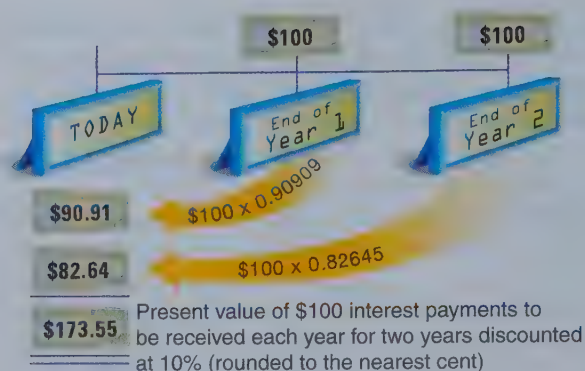 $100
$100
TODAY
End of
Year 1
End of
Year 2
$90.91
$100 x 0.90909
$82.64
$100 x 0.82645
$173.55
Present value of $100 interest payments to
be received each year for two years discounted
at 10% (rounded to the nearest cent)